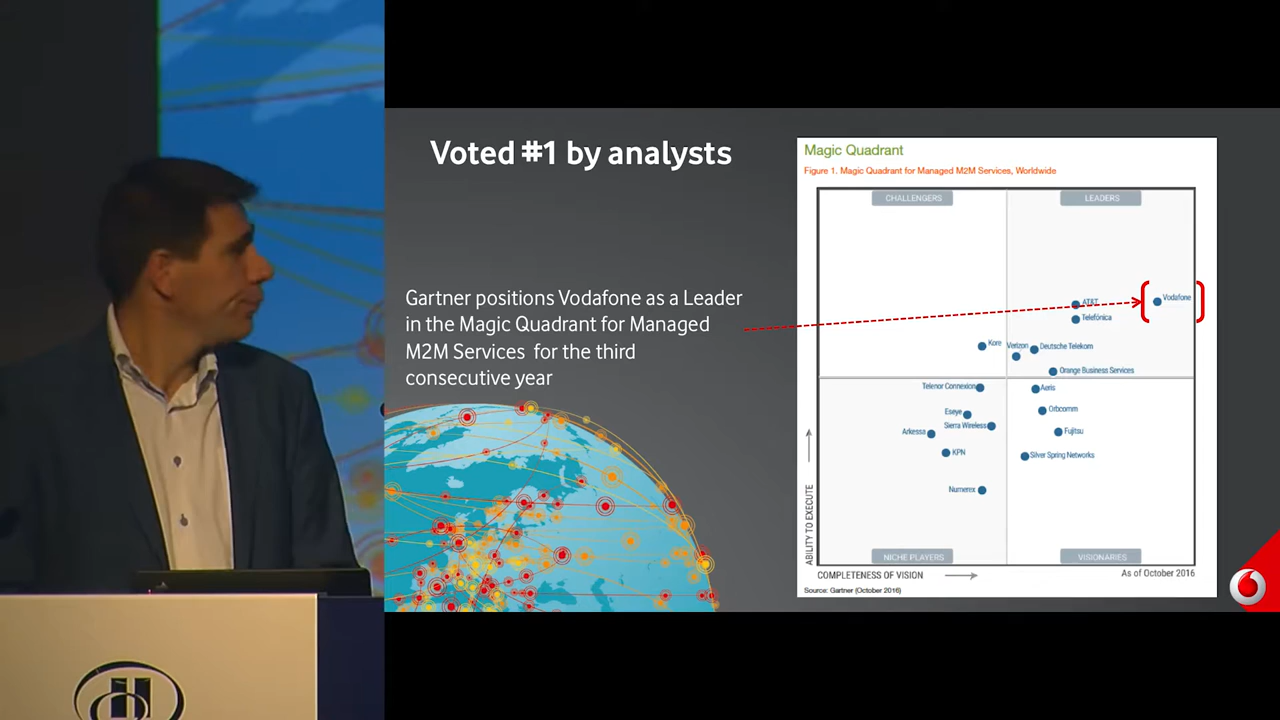 Voted #1 by analysts
Gartner positions Vodafone as a Leader
in the Magic Quadrant for Managed
M2M Services for the third
consecutive year
Magic Quadrant
Figure 1. Magic Quadrant for Managed M2M Services, Worldwide
CHALLENGERS
LEADERS
Vodafone
AT&T
Telefónica
Kore
Verizon
Deutsche Telekom
Orange Business Services
Telenor Connexion
Aeris
Eseye
Orbcomm
Sierra Wireless
Arkessa
Fujitsu
KPN
Silver Spring Networks
Numerex
ABILITY TO EXECUTE
NICHE PLAYERS
VISIONARIES
COMPLETENESS OF VISION
As of October 2016
Source: Gartner (October 2016)